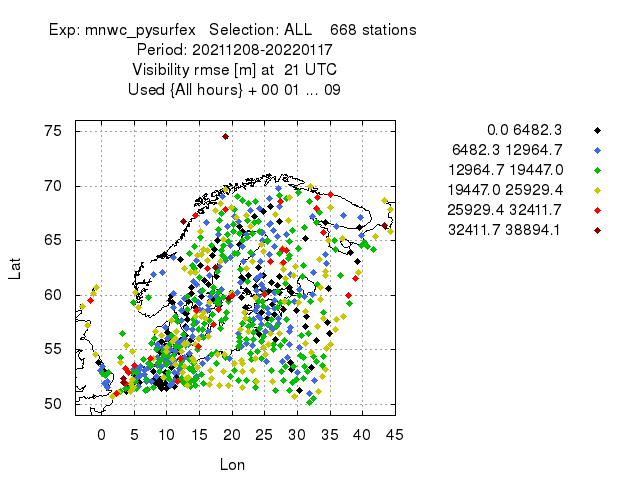 Exp: mnwc_pysurfex   Selection: ALL    668 stations
Period: 20211208-20220117
Visibility rmse [m] at  21 UTC
Used {All hours} + 00 01 ... 09
0.0 6482.3
6482.3 12964.7
12964.7 19447.0
19447.0 25929.4
25929.4 32411.7
32411.7 38894.1
75
70
65
60
55
50
Lat
0 5 10 15 20 25 30 35 40 45
Lon